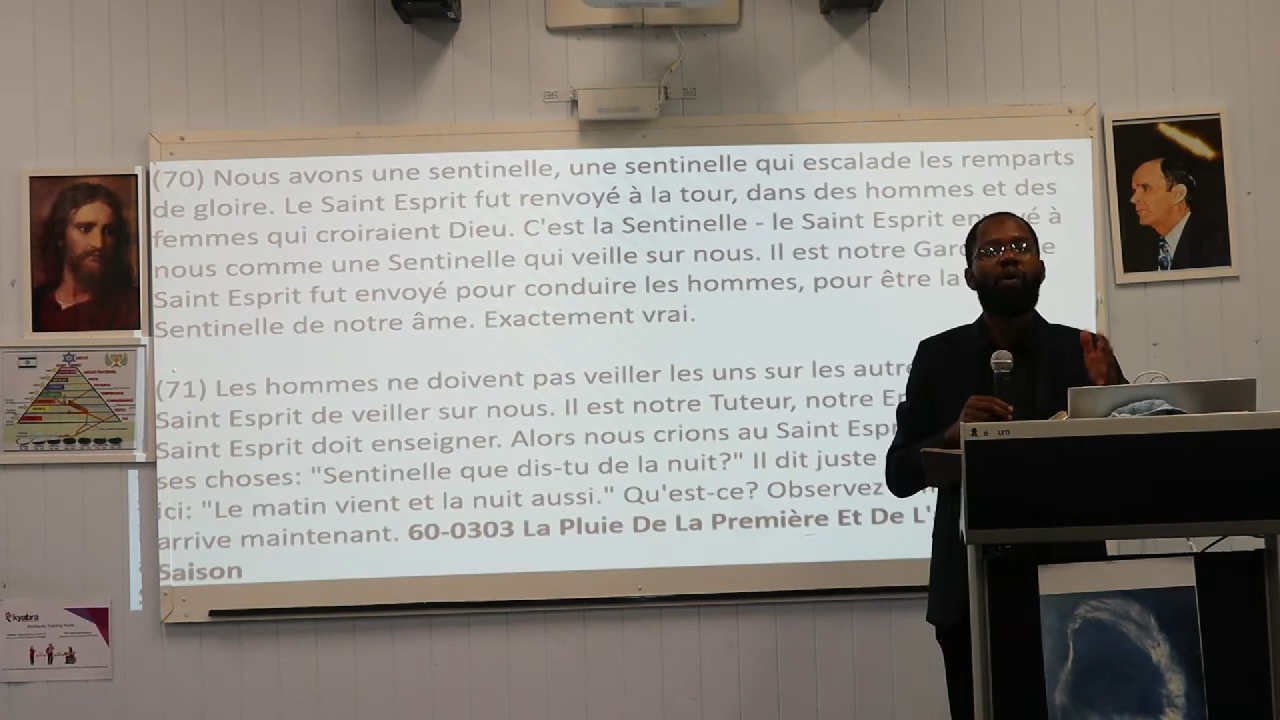 (70) Nous avons une sentinelle, une sentinelle qui escalade les remparts
de gloire. Le Saint Esprit fut renvoyé à la tour, dans des hommes et des
femmes qui croiraient Dieu. C'est la Sentinelle - le Saint Esprit à
nous comme une Sentinelle qui veille sur nous. Il est notre
Saint Esprit fut envoyé pour conduire les hommes, pour être la
Sentinelle de notre âme. Exactement vrai.
(71) Les hommes ne doivent pas veiller les uns sur les
Saint Esprit de veiller sur nous. Il est notre Tuteur, notre
Saint Esprit doit enseigner. Alors nous crions au Saint
ses choses: "Sentinelle que dis-tu de la nuit?" Il dit juste
ici: "Le matin vient et la nuit aussi." Qu'est-ce? Observez
arrive maintenant. 60-0303 La Pluie De La Première Et De
Saison
kyabra